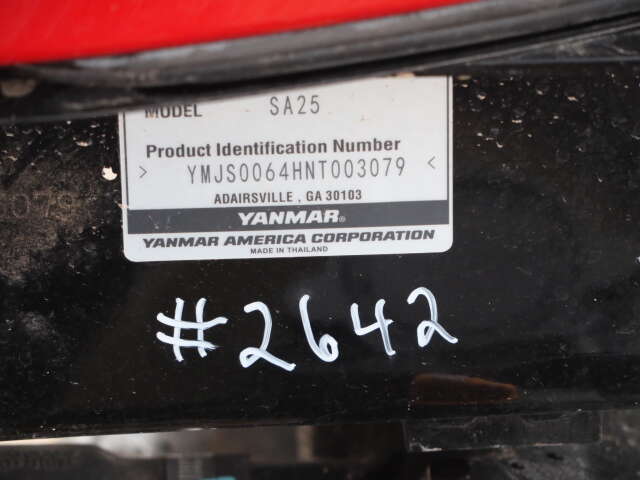 MODEL SA25
Product Identification Number
> YMJS0064HNT003079 <
ADAIRSVILLE , GA 30103
YANMAR®
YANMAR AMERICA CORPORATION
MADE IN THAILAND
#2642